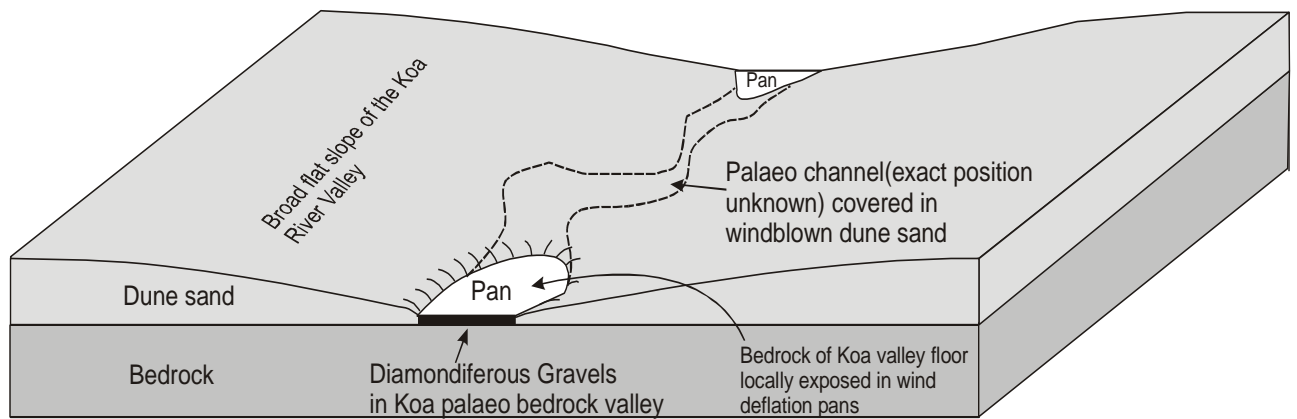 Pan
Broad flat slope of the Koa
River Valley
Palaeo channel(exact position
unknown) covered in
windblown dune sand
Dune sand
Pan
Bedrock
Diamondiferous Gravels
in Koa palaeo bedrock valley
Bedrock of Koa valley floor
locally exposed in wind
deflation pans